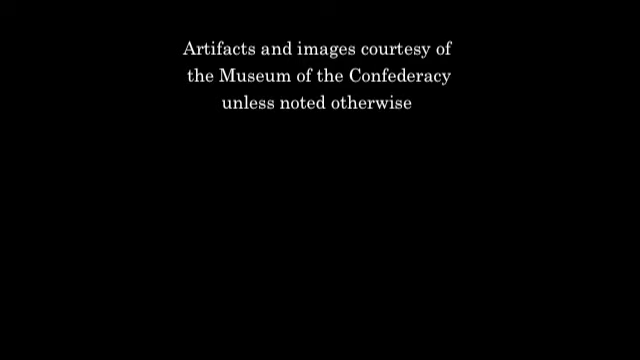 Artifacts and images courtesy of
the Museum of the Confederacy
unless noted otherwise